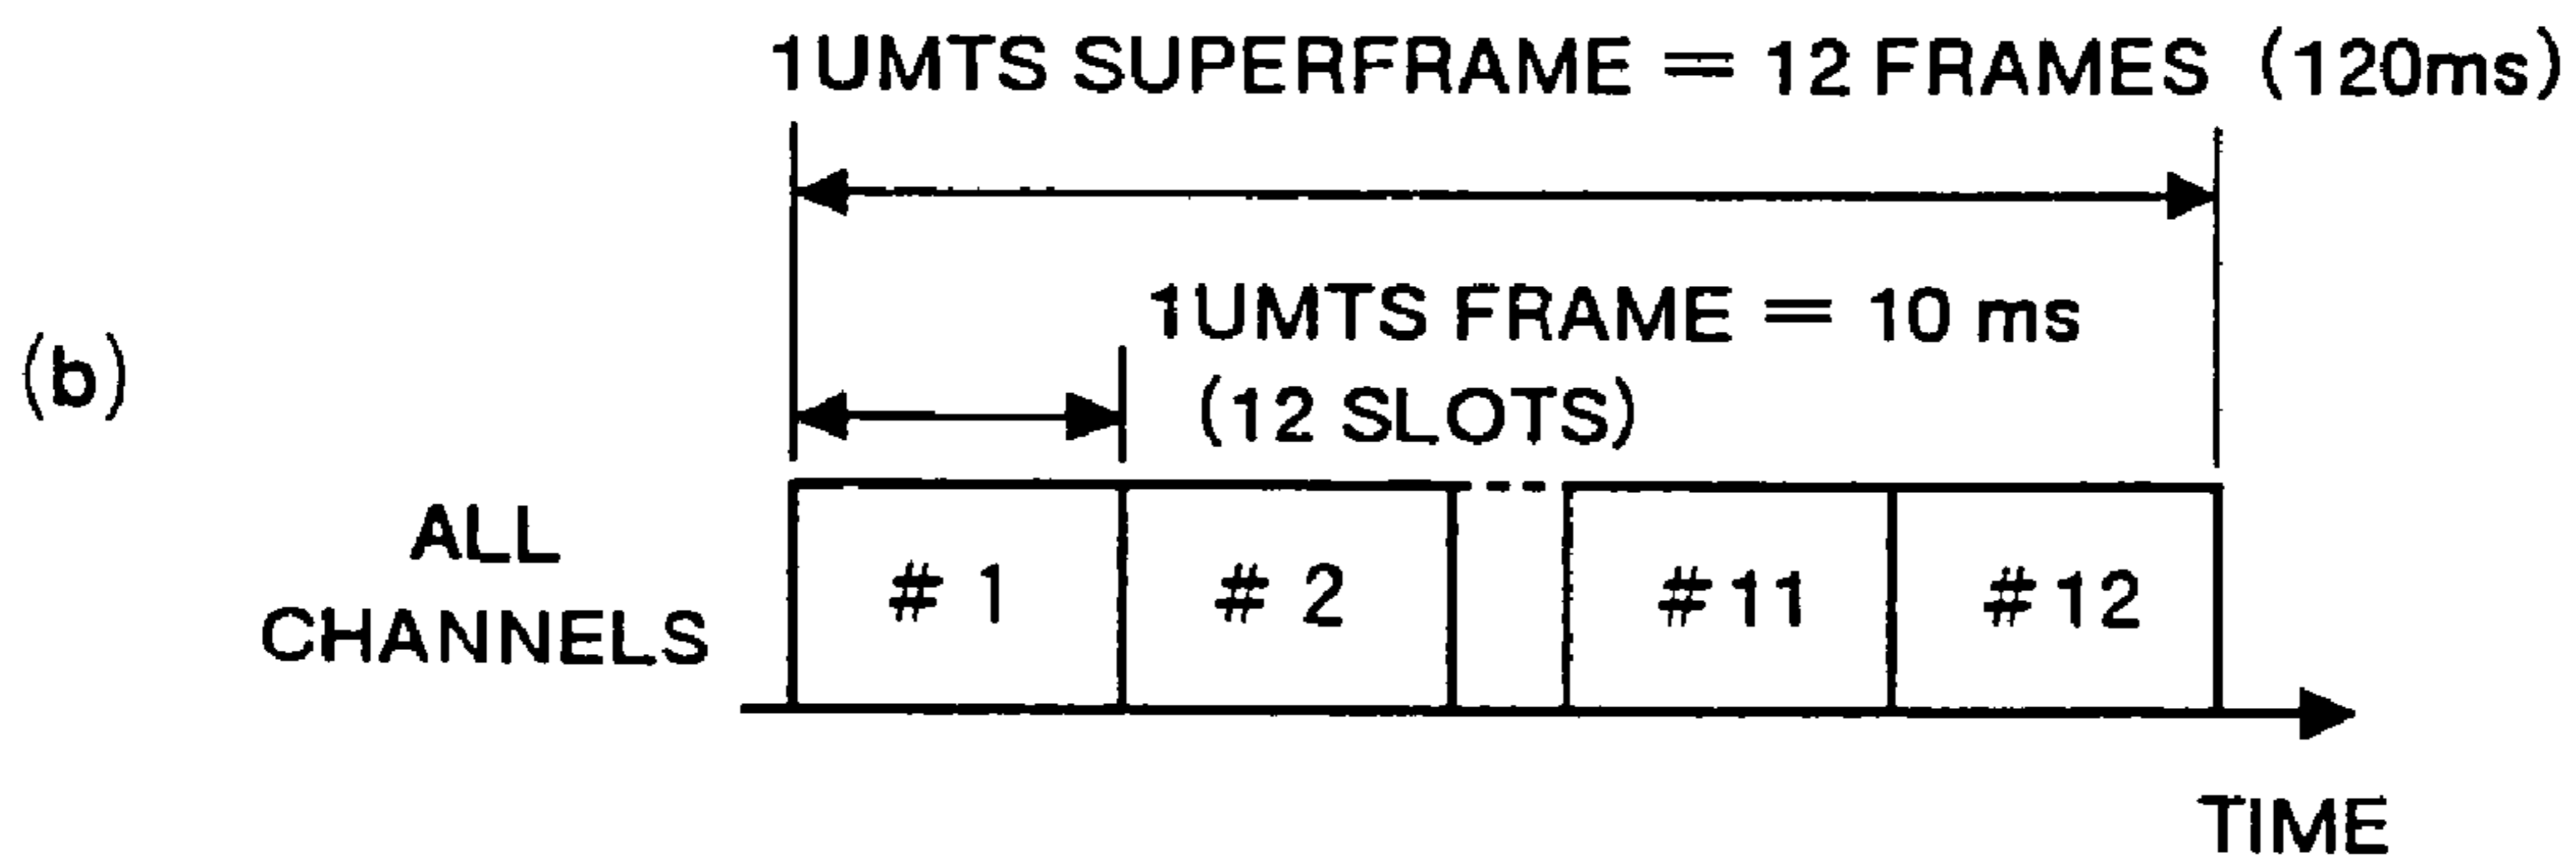 1UMTS SUPERFRAME = 12 FRAMES (120ms)
1UMTS FRAME = 10 ms
(12 SLOTS)
(b)
ALL
CHANNELS
# 1 # 2 #11 #12
TIME